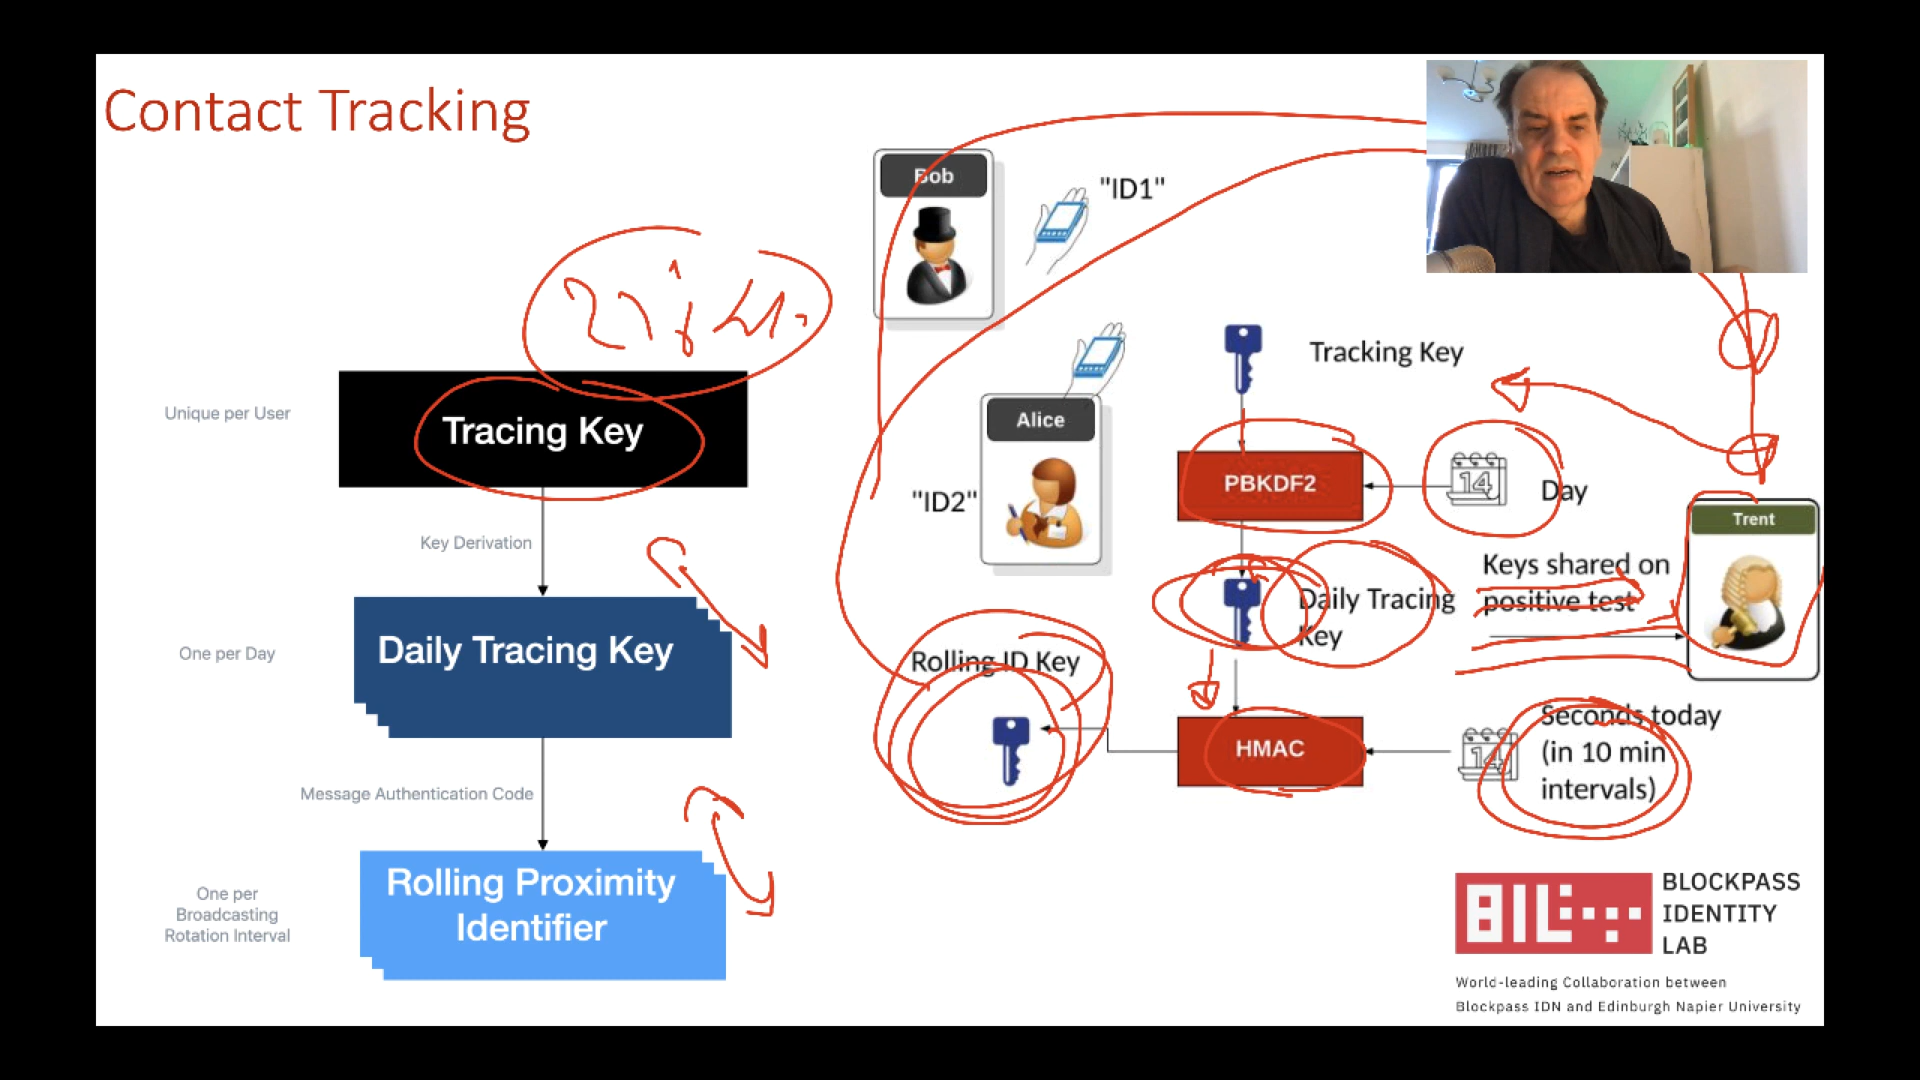 Contact Tracking
Bob
"ID1"
Unique per User
Tracing Key
Tracking Key
Alice
"ID2"
PBKDF2
14
Day
Trent
Key Derivation
Keys shared on
positive test
One per Day
Daily Tracing Key
Daily Tracing
Key
Rolling ID Key
HMAC
14
Seconds today
(in 10 min
intervals)
Message Authentication Code
One per
Broadcasting
Rotation Interval
Rolling Proximity
Identifier
BIL
BLOCKPASS
IDENTITY
LAB
World-leading Collaboration between
Blockpass IDN and Edinburgh Napier University